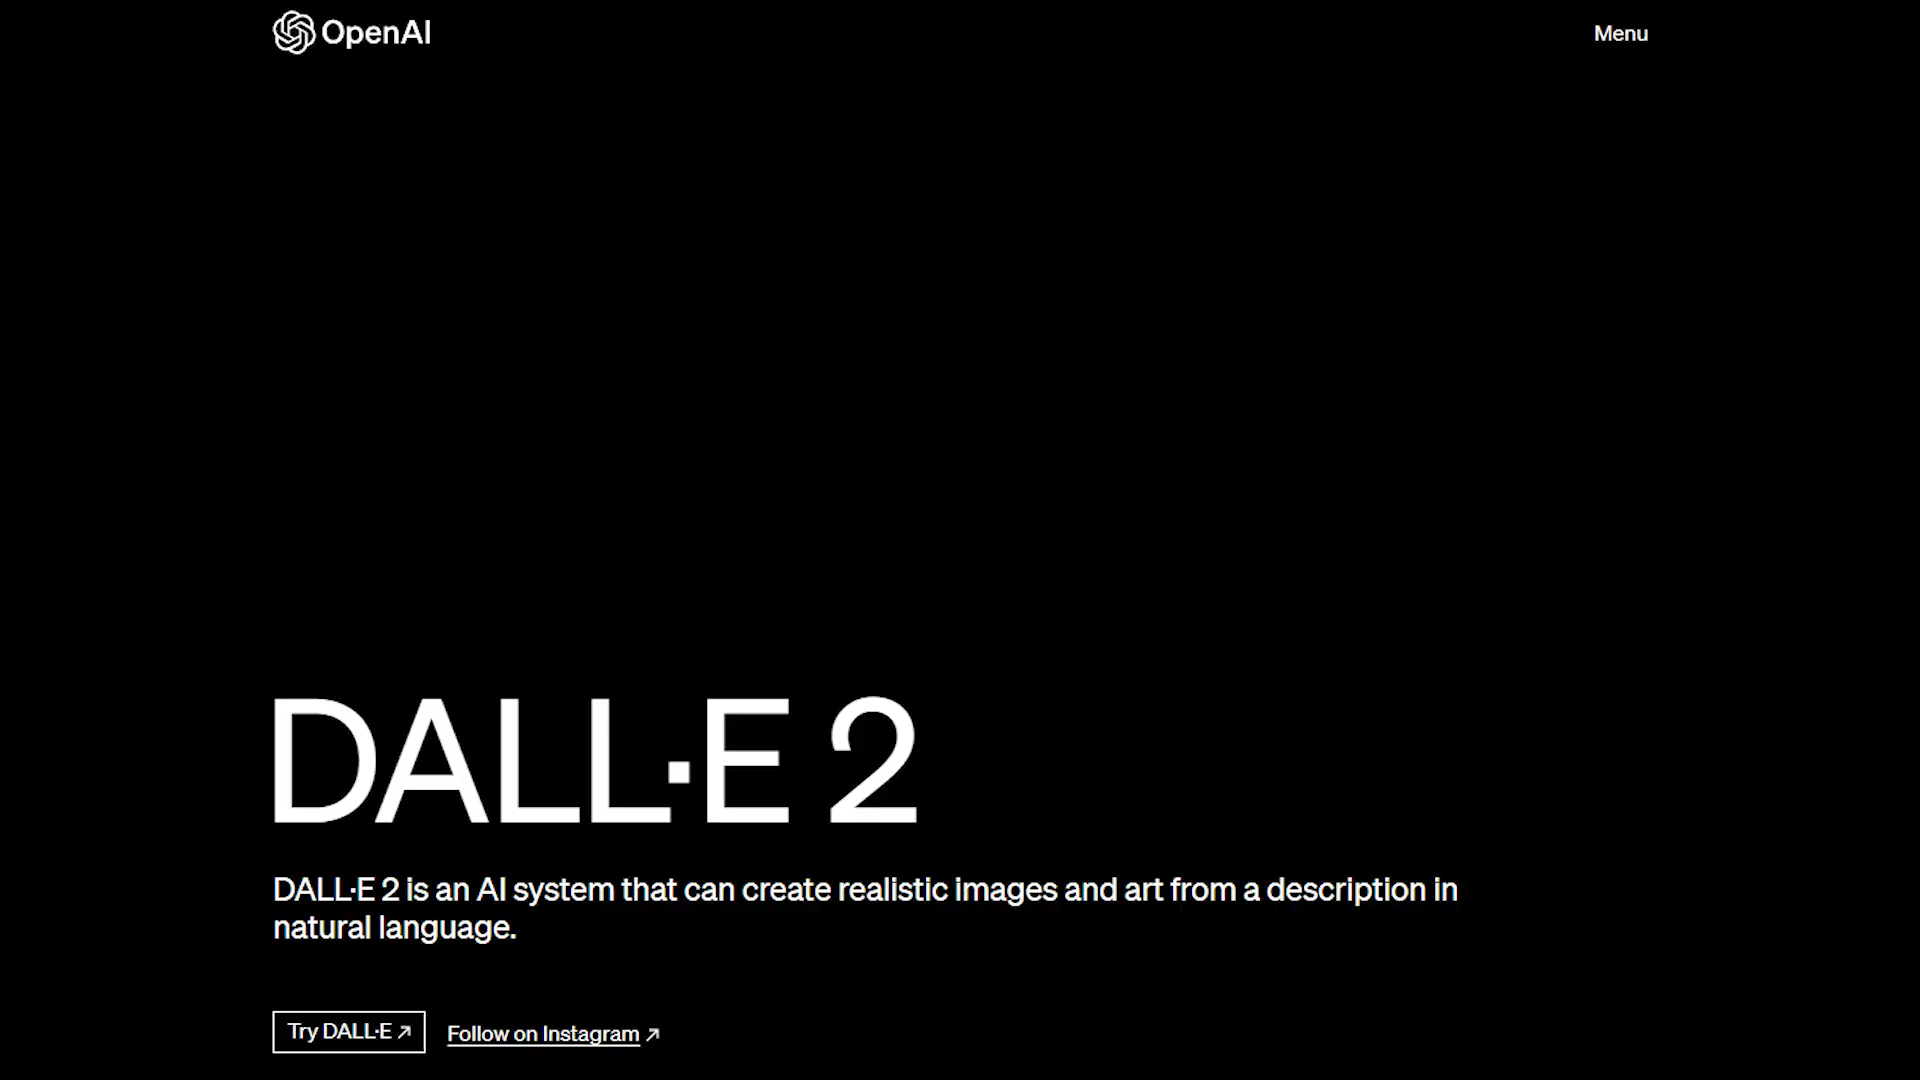 OpenAI
Menu
DALL·E 2
DALL·E 2 is an AI system that can create realistic images and art from a description in
natural language.
Try DALL·E ↗
Follow on Instagram ↗